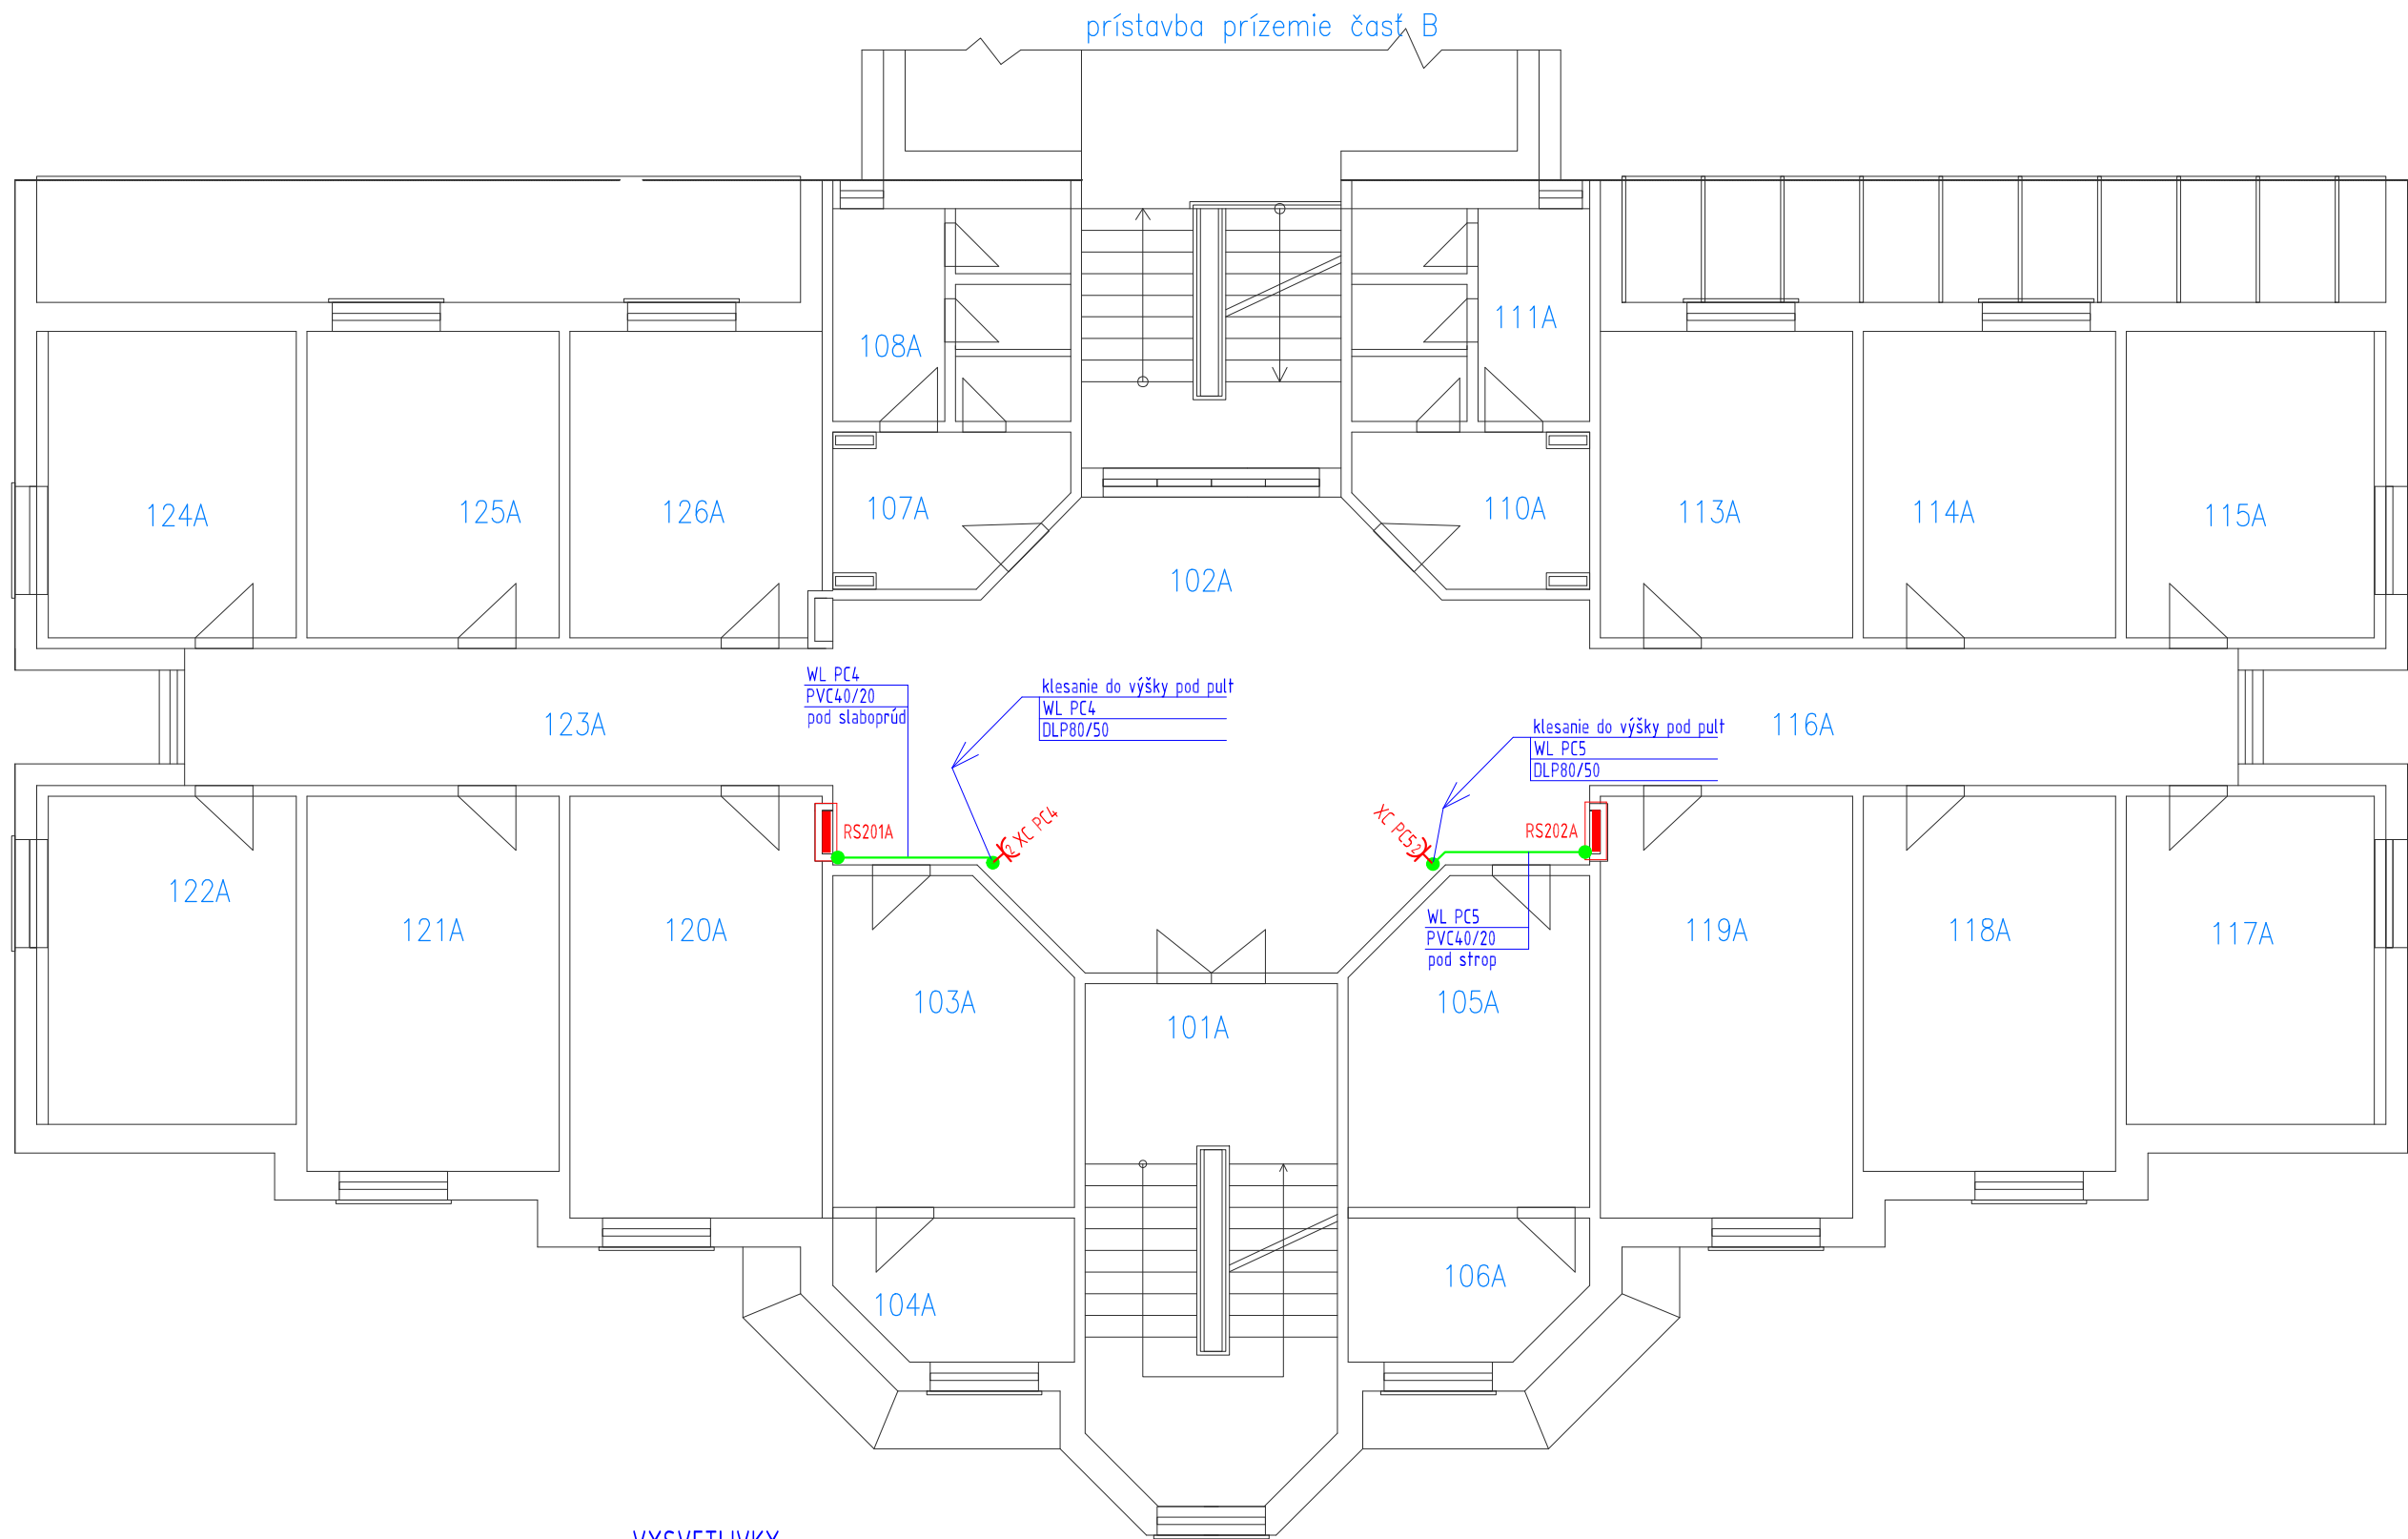 prístavba prízemie časť B
111A
108A
124A
125A
126A
107A
110A
113A
114A
115A
102A
WL PC4
PVC40/20
pod slaboprúd
klesanie do výšky pod pult
WL PC4
DLP80/50
klesanie do výšky pod pult
WL PC5
DLP80/50
123A
116A
RS201A
2 XC PC4
XC PC5 2
RS202A
122A
121A
120A
WL PC5
PVC40/20
pod strop
119A
118A
117A
103A
101A
105A
104A
106A
VYSVETLIVKY